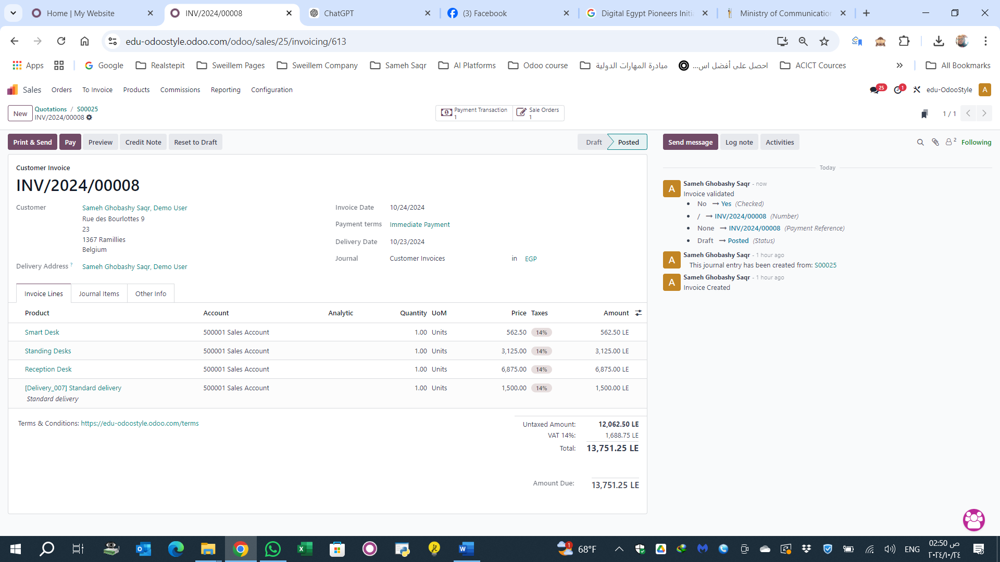 Home | My Website
INV/2024/00008
ChatGPT
(3) Facebook
Digital Egypt Pioneers Initi
Ministry of Communication
edu-odoostyle.odoo.com/odoo/sales/25/invoicing/613
Apps
Google
Realstepit
Sweillem Pages
Sweillem Company
Sameh Saqr
AI Platforms
Odoo course
مبادرة المهارات الدولية
احصل على أفضل اس...
ACICT Cources
All Bookmarks
Sales
Orders
To Invoice
Products
Commissions
Reporting
Configuration
25
1
edu-OdooStyle
A
New
Quotations / S00025
INV/2024/00008
Payment Transaction
1
Sale Orders
1
1 / 1
Print & Send
Pay
Preview
Credit Note
Reset to Draft
Draft
Posted
Send message
Log note
Activities
2
Following
Customer Invoice
INV/2024/00008
Customer
Sameh Ghobashy Saqr, Demo User
Rue des Bourlottes 9
23
1367 Ramillies
Belgium
Delivery Address ?
Sameh Ghobashy Saqr, Demo User
Invoice Date 10/24/2024
Payment terms Immediate Payment
Delivery Date 10/23/2024
Journal Customer Invoices in EGP
Invoice Lines
Journal Items
Other Info
Product Account Analytic Quantity UoM Price Taxes Amount
Smart Desk 500001 Sales Account 1.00 Units 562.50 14% 562.50 LE
Standing Desks 500001 Sales Account 1.00 Units 3,125.00 14% 3,125.00 LE
Reception Desk 500001 Sales Account 1.00 Units 6,875.00 14% 6,875.00 LE
[Delivery_007] Standard delivery 500001 Sales Account 1.00 Units 1,500.00 14% 1,500.00 LE
Standard delivery
Terms & Conditions: https://edu-odoostyle.odoo.com/terms
Untaxed Amount: 12,062.50 LE
VAT 14%: 1,688.75 LE
Total: 13,751.25 LE
Amount Due: 13,751.25 LE
Today
A
Sameh Ghobashy Saqr - now
Invoice validated
• No → Yes (Checked)
• / → INV/2024/00008 (Number)
• None → INV/2024/00008 (Payment Reference)
• Draft → Posted (Status)
A
Sameh Ghobashy Saqr - 1 hour ago
This journal entry has been created from: S00025
A
Sameh Ghobashy Saqr - 1 hour ago
Invoice Created
1
68°F
ENG
02:50 ص
٢٠٢٤/١٠/٢٤